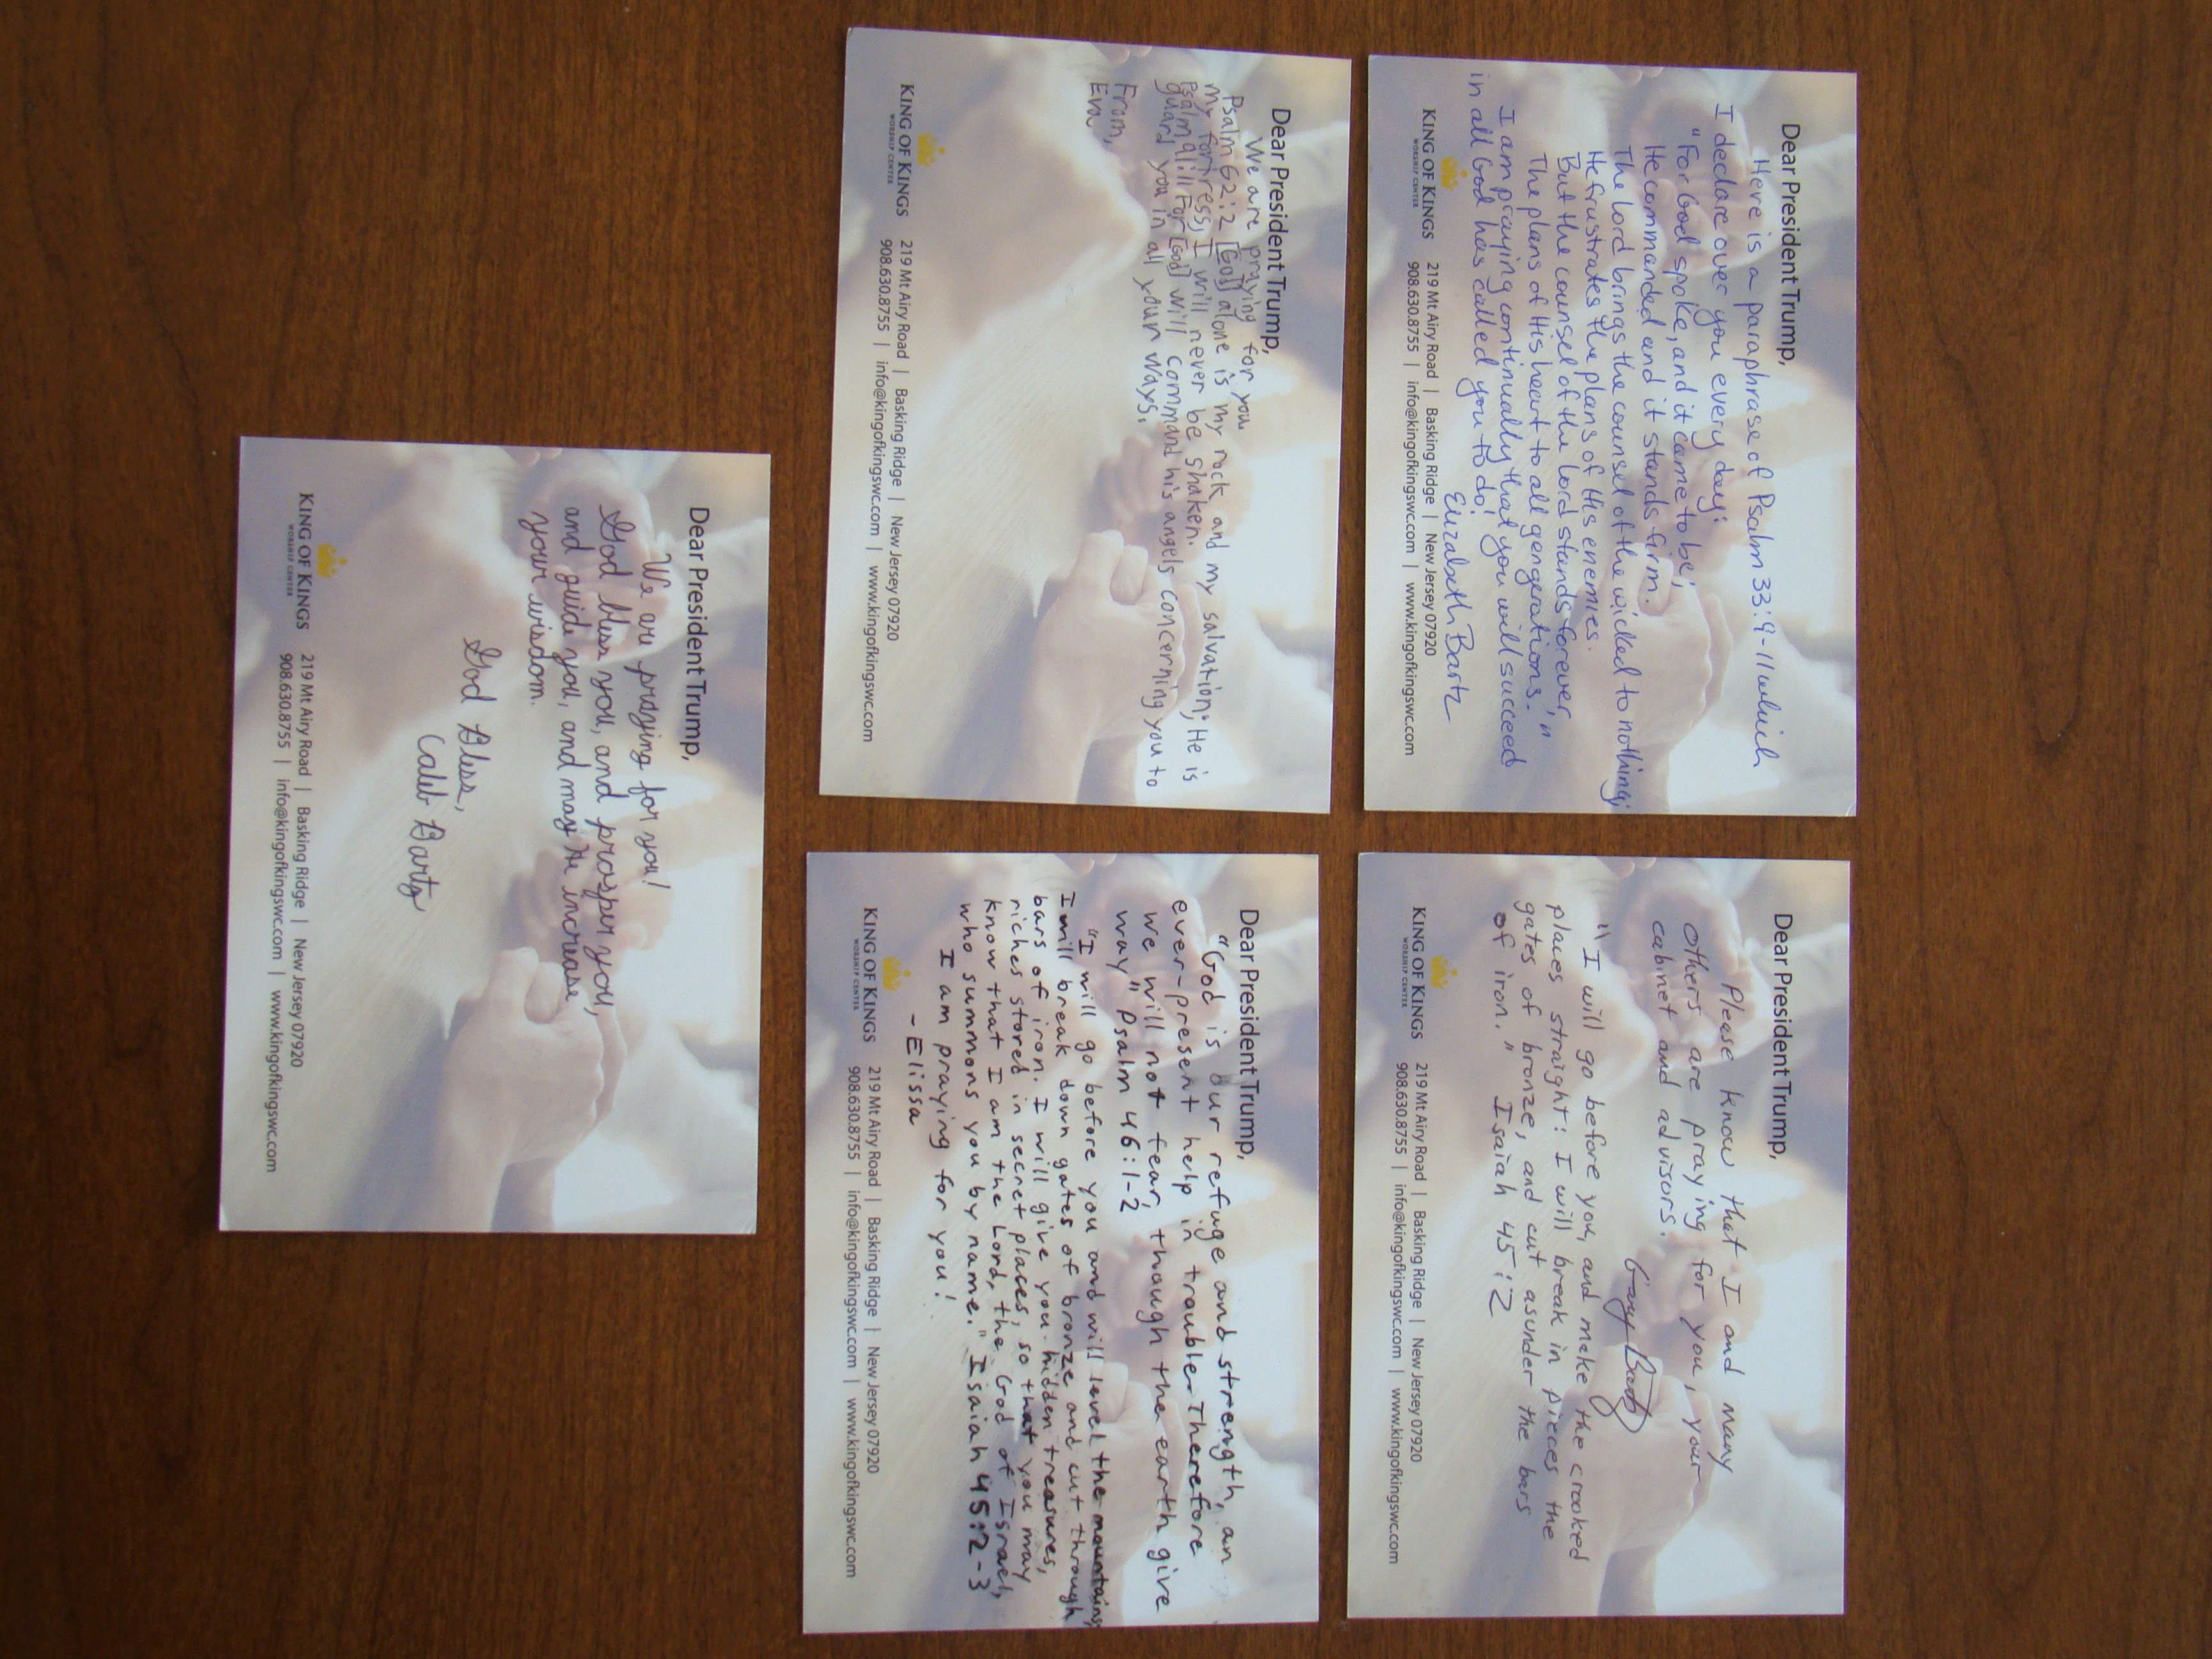 Dear President Trump,
Here is a paraphrase of Psalm 33:9-11 which
I declare over you every day:
"For God spoke, and it came to be;
He commanded and it stands firm.
The Lord brings the counsel of the wicked to nothing;
He frustrates the plans of His enemies.
But the counsel of the Lord stands forever,
The plans of His heart to all gengerations."
I am praying continually that you will succeed
in all God has called you to do!
Elizabeth Bartz
KING OF KINGS
WORSHIP CENTER
219 Mt Airy Road | Basking Ridge | New Jersey 07920
908.630.8755 | info@kingofkingswc.com | www.kingofkingswc.com
Dear President Trump,
Please know that I and many
others are praying for you, your
cabinet and advisors.
Gary Bartz
"I will go before you, and make the crooked
places straight: I will break in pieces the
gates of bronze, and cut asunder the bars
of iron." Isaiah 45:2
KING OF KINGS
WORSHIP CENTER
219 Mt Airy Road | Basking Ridge | New Jersey 07920
908.630.8755 | info@kingofkingswc.com | www.kingofkingswc.com
Dear President Trump,
We are praying for you.
Psalm 62:2 [God] alone is my rock and my salvation; He is
my fortress, I will never be shaken.
Psalm 91:11 For [God] will command his angels concerning you to
guard you in all your ways.
From,
Eva
KING OF KINGS
WORSHIP CENTER
219 Mt Airy Road | Basking Ridge | New Jersey 07920
908.630.8755 | info@kingofkingswc.com | www.kingofkingswc.com
Dear President Trump,
"God is our refuge and strength, an
ever-present help in trouble. Therefore
we will not fear, though the earth give
way" Psalm 46:1-2
"I will go before you and will level the mountains;
I will break down gates of bronze and cut through
bars of iron. I will give you hidden treasures,
riches stored in secret places, so that you may
know that I am the Lord, the God of Israel,
who summons you by name." Isaiah 45:2-3
I am praying for you!
- Elissa
KING OF KINGS
WORSHIP CENTER
219 Mt Airy Road | Basking Ridge | New Jersey 07920
908.630.8755 | info@kingofkingswc.com | www.kingofkingswc.com
Dear President Trump,
We are praying for you!
God bless you, and prosper you,
and guide you, and may He increase
your wisdom.
God Bless,
Caleb Bartz
KING OF KINGS
WORSHIP CENTER
219 Mt Airy Road | Basking Ridge | New Jersey 07920
908.630.8755 | info@kingofkingswc.com | www.kingofkingswc.com